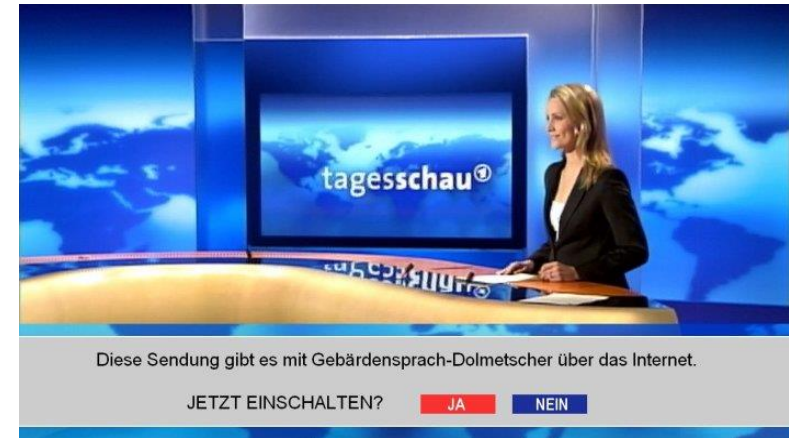 tagesschau
Diese Sendung gibt es mit Gebärdensprach-Dolmetscher über das Internet.
JETZT EINSCHALTEN? JA NEIN